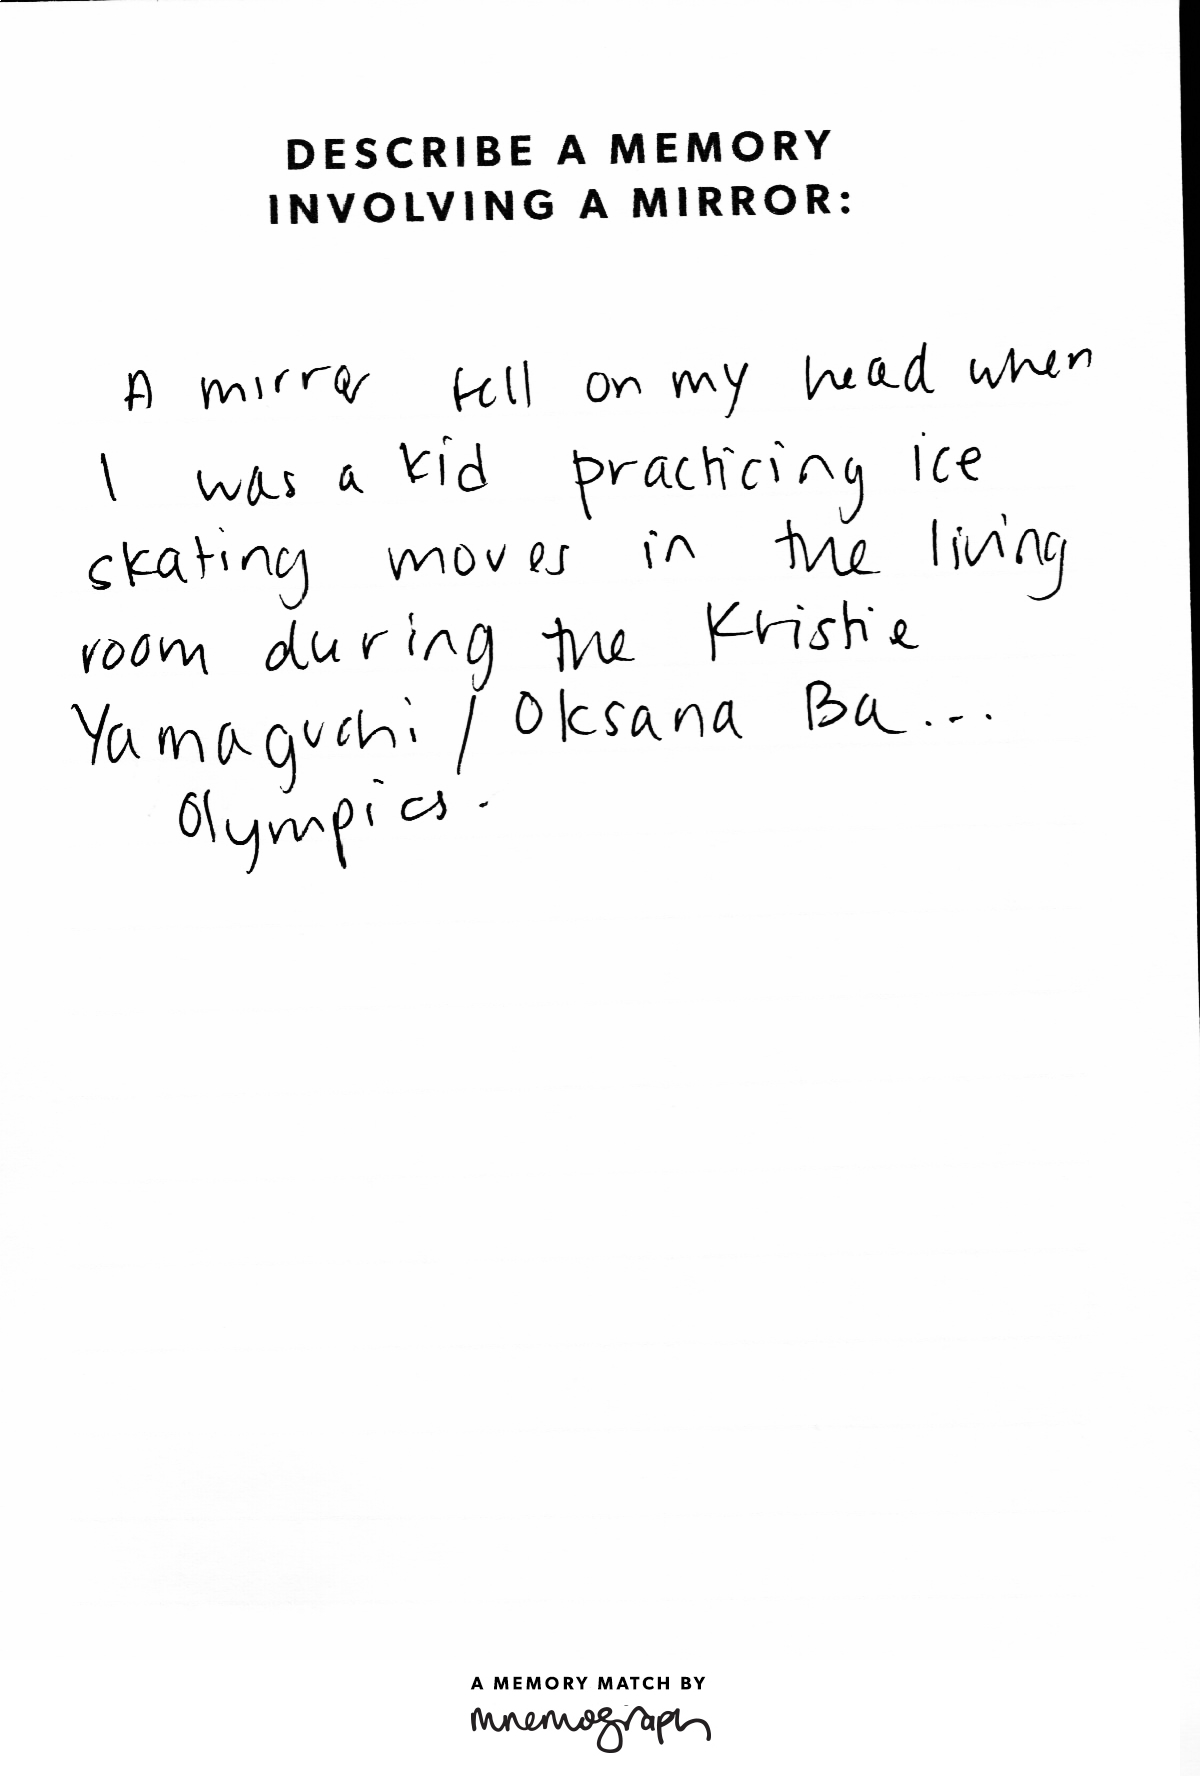 DESCRIBE A MEMORY
INVOLVING A MIRROR:
A mirror fell on my head when
I was a kid practicing ice
skating moves in the living
room during the Kristie
Yamaguchi / Oksana Ba...
Olympics.
A MEMORY MATCH BY
mnemograph